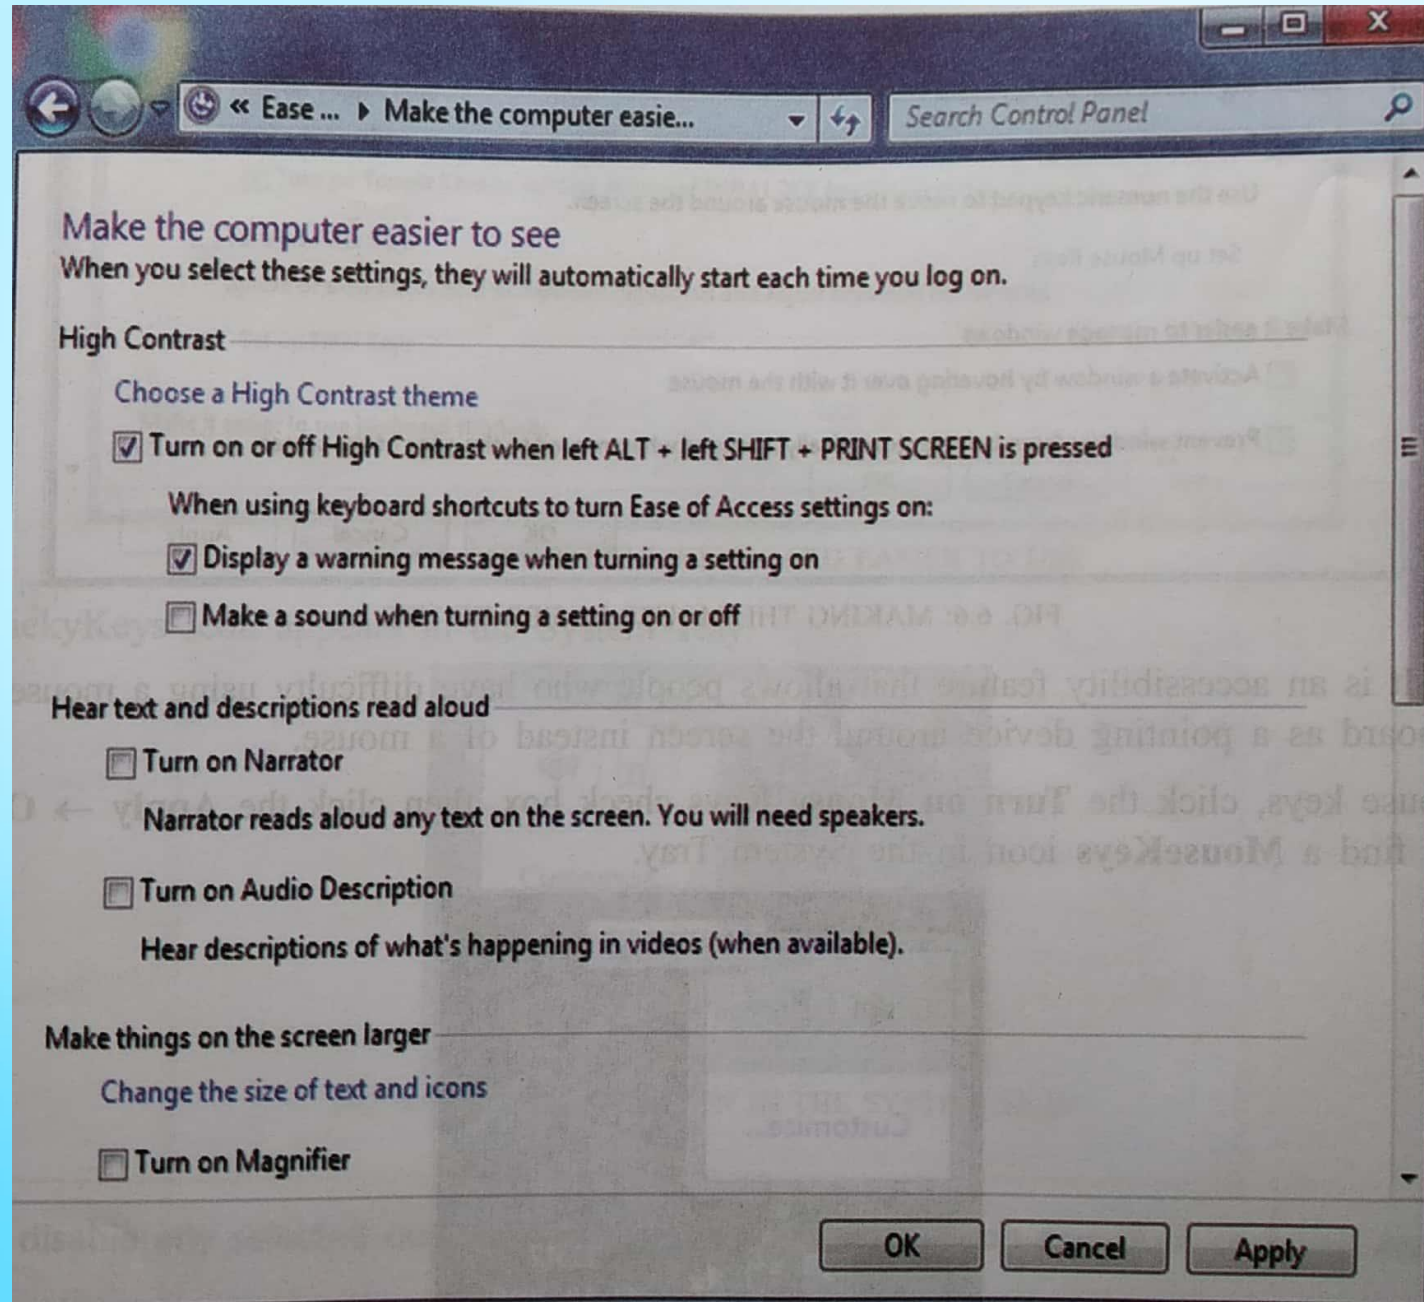 « Ease ... ▸ Make the computer easie...
Search Control Panel
Make the computer easier to see
When you select these settings, they will automatically start each time you log on.
High Contrast
Choose a High Contrast theme
Turn on or off High Contrast when left ALT + left SHIFT + PRINT SCREEN is pressed
When using keyboard shortcuts to turn Ease of Access settings on:
Display a warning message when turning a setting on
Make a sound when turning a setting on or off
Hear text and descriptions read aloud
Turn on Narrator
Narrator reads aloud any text on the screen. You will need speakers.
Turn on Audio Description
Hear descriptions of what's happening in videos (when available).
Make things on the screen larger
Change the size of text and icons
Turn on Magnifier
OK Cancel Apply